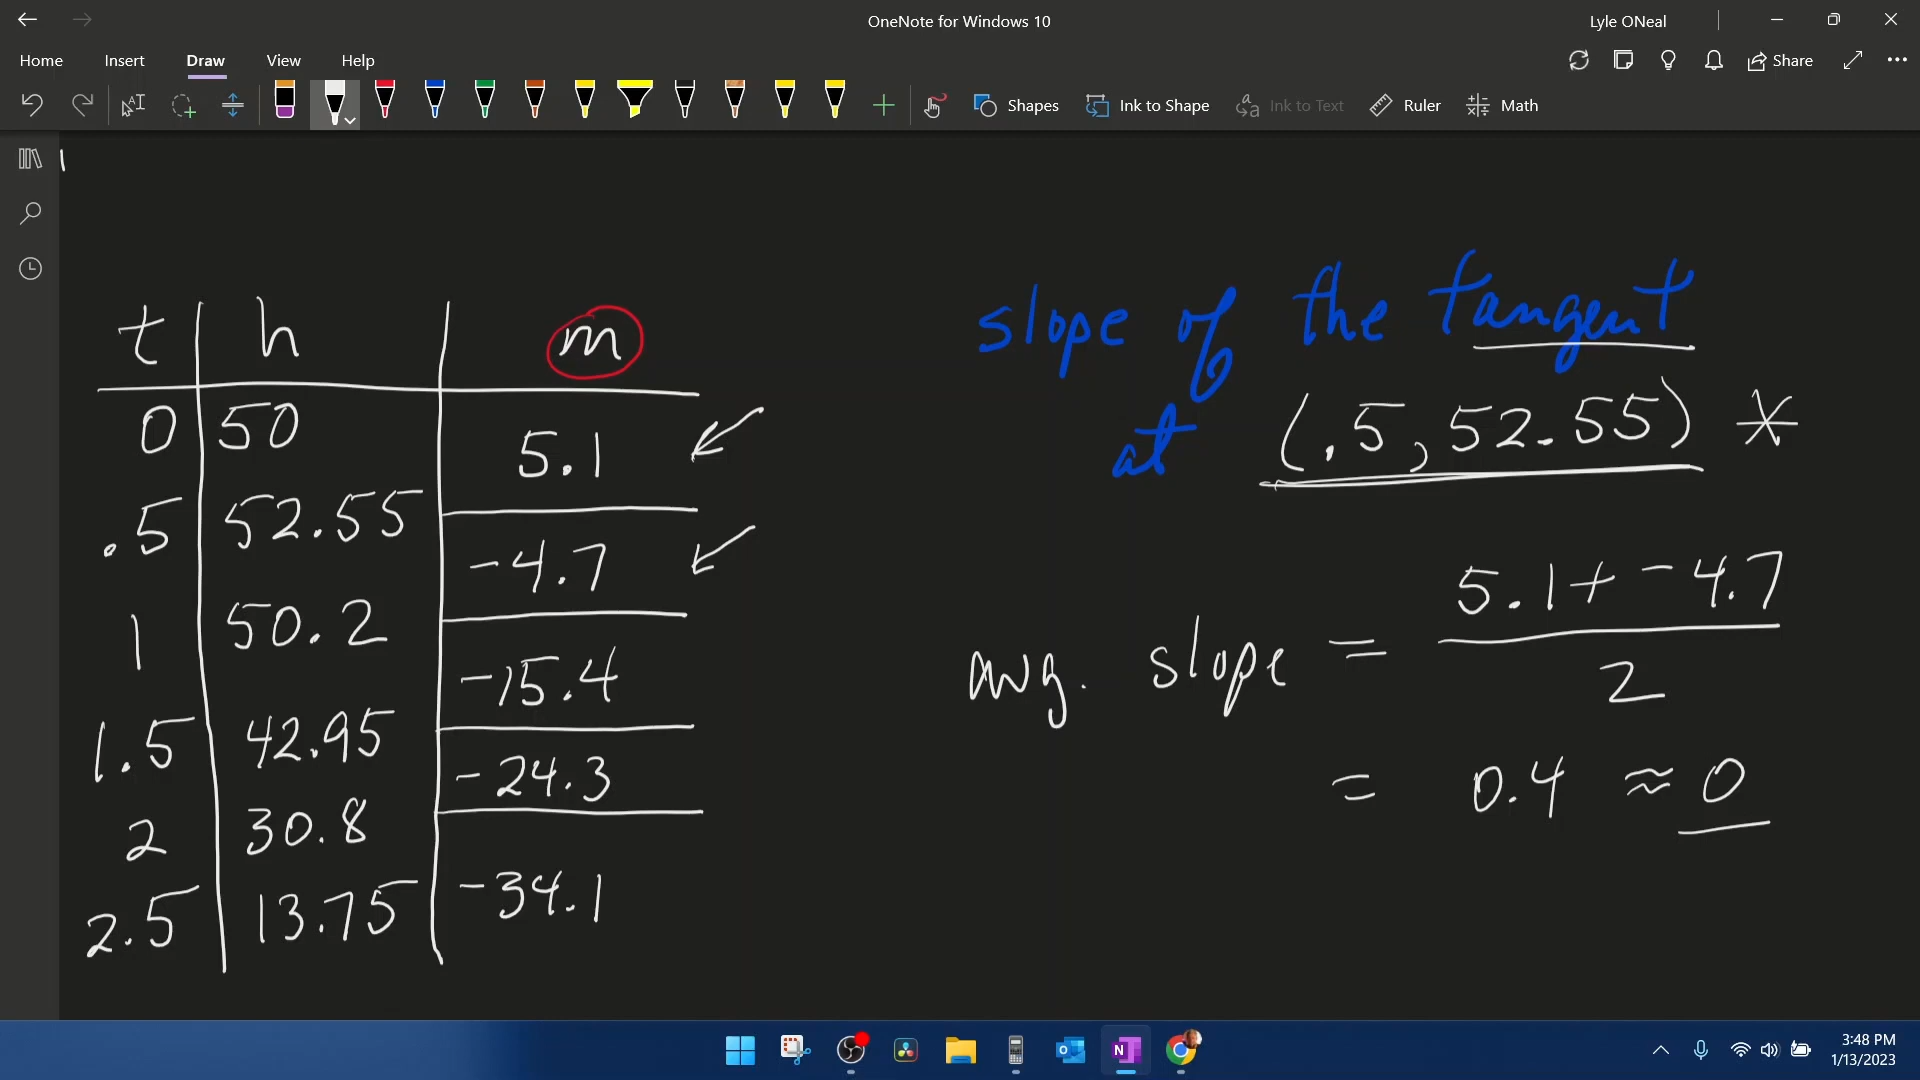 OneNote for Windows 10
Lyle ONeal
Home Insert Draw View Help
Share
Shapes Ink to Shape Ink to Text Ruler Math
t h m
0 50 5.1
.5 52.55 -4.7
1 50.2 -15.4
1.5 42.95 -24.3
2 30.8 -34.1
2.5 13.75
slope of the tangent
at (.5, 52.55) *
avg. slope = 5.1 + -4.7
2
= 0.4 ≈ 0
3:48 PM
1/13/2023